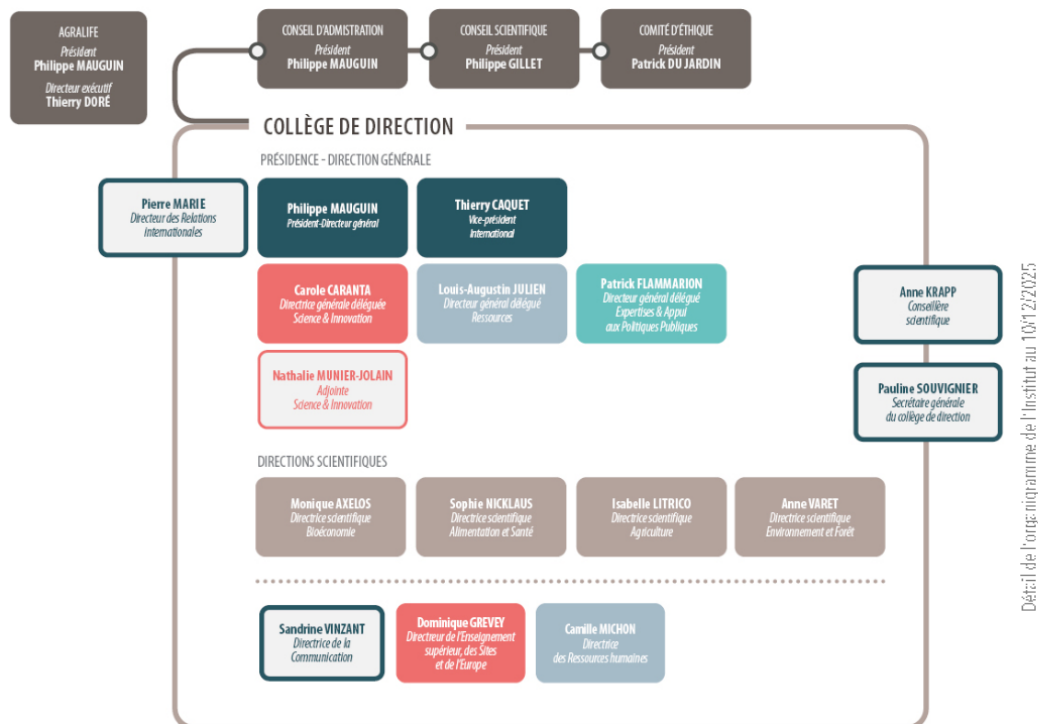 AGRALIFE
Président
Philippe MAUGUIN
Directeur exécutif
Thierry DORÉ
CONSEIL D'ADMISTRATION
Président
Philippe MAUGUIN
CONSEIL SCIENTIFIQUE
Président
Philippe GILLET
COMITÉ D'ÉTHIQUE
Président
Patrick DU JARDIN
COLLÈGE DE DIRECTION
PRÉSIDENCE - DIRECTION GÉNÉRALE
Pierre MARIE
Directeur des Relations
internationales
Philippe MAUGUIN
Président-Directeur général
Thierry CAQUET
Vice-président
International
Carole CARANTA
Directrice générale déléguée
Science & Innovation
Louis-Augustin JULIEN
Directeur général délégué
Ressources
Patrick FLAMMARION
Directeur général délégué
Expertises & Appui
aux Politiques Publiques
Anne KRAPP
Conseillère
scientifique
Nathalie MUNIER-JOLAIN
Adjointe
Science & Innovation
Pauline SOUVIGNIER
Secrétaire générale
du collège de direction
DIRECTIONS SCIENTIFIQUES
Monique AXELOS
Directrice scientifique
Bioéconomie
Sophie NICKLAUS
Directrice scientifique
Alimentation et Santé
Isabelle LITRICO
Directrice scientifique
Agriculture
Anne VARET
Directrice scientifique
Environnement et Forêt
Sandrine VINZANT
Directrice de la
Communication
Dominique GREVEY
Directreur de l'Enseignement
supérieur, des Sites
et de l'Europe
Camille MICHON
Directrice
des Ressources humaines
Détail de l'organigramme de l'Institut au 10/12/2025